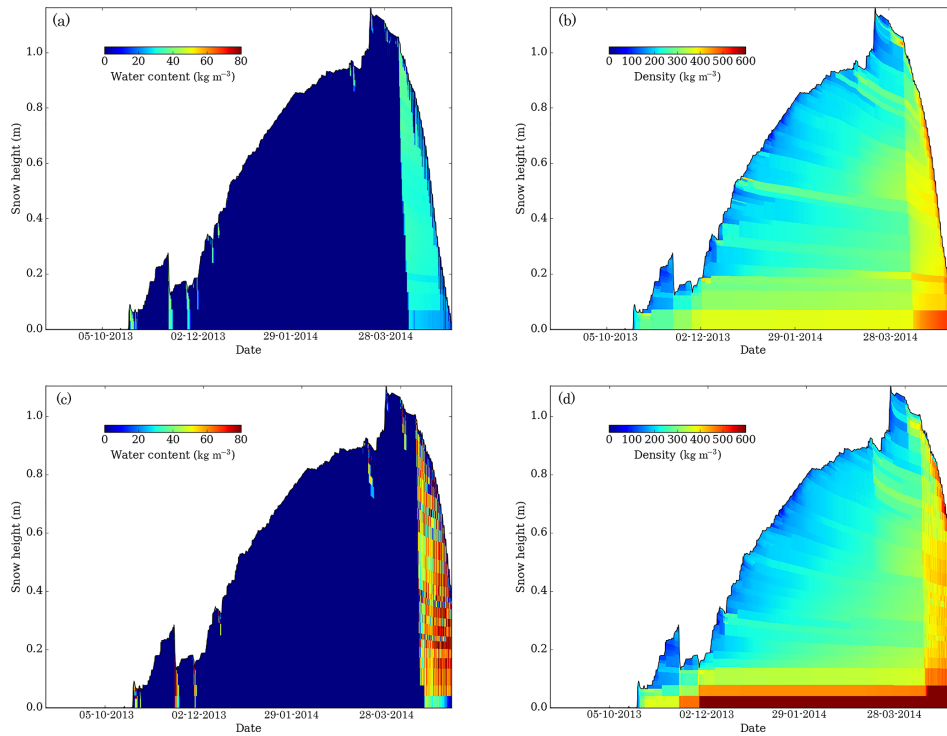 (a)
1.0
0.8
0.6
0.4
0.2
0.0
Snow height (m)
0 20 40 60 80
Water content (kg m⁻³)
05-10-2013 02-12-2013 29-01-2014 28-03-2014
Date
(b)
1.0
0.8
0.6
0.4
0.2
0.0
Snow height (m)
0 100 200 300 400 500 600
Density (kg m⁻³)
05-10-2013 02-12-2013 29-01-2014 28-03-2014
Date
(c)
1.0
0.8
0.6
0.4
0.2
0.0
Snow height (m)
0 20 40 60 80
Water content (kg m⁻³)
05-10-2013 02-12-2013 29-01-2014 28-03-2014
Date
(d)
1.0
0.8
0.6
0.4
0.2
0.0
Snow height (m)
0 100 200 300 400 500 600
Density (kg m⁻³)
05-10-2013 02-12-2013 29-01-2014 28-03-2014
Date